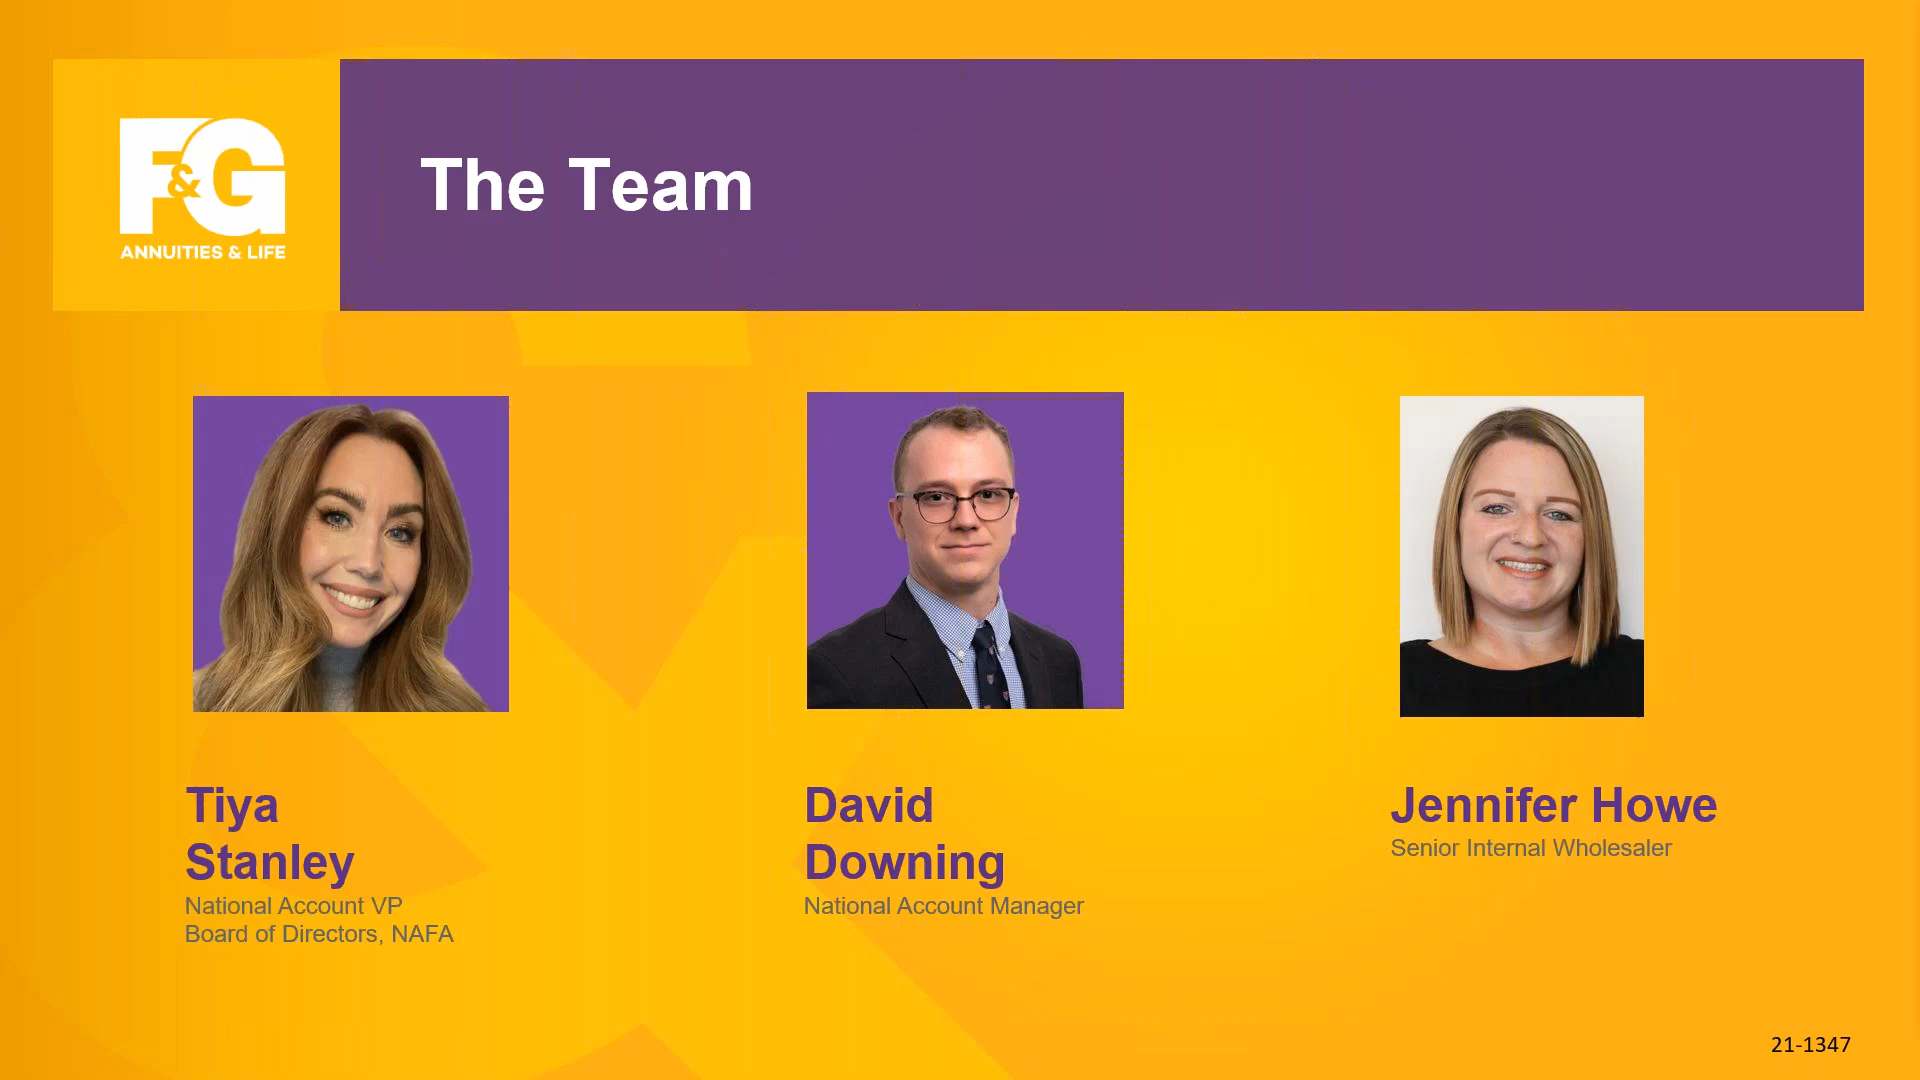 F&G
ANNUITIES & LIFE
The Team
Tiya
Stanley
National Account VP
Board of Directors, NAFA
David
Downing
National Account Manager
Jennifer Howe
Senior Internal Wholesaler
21-1347